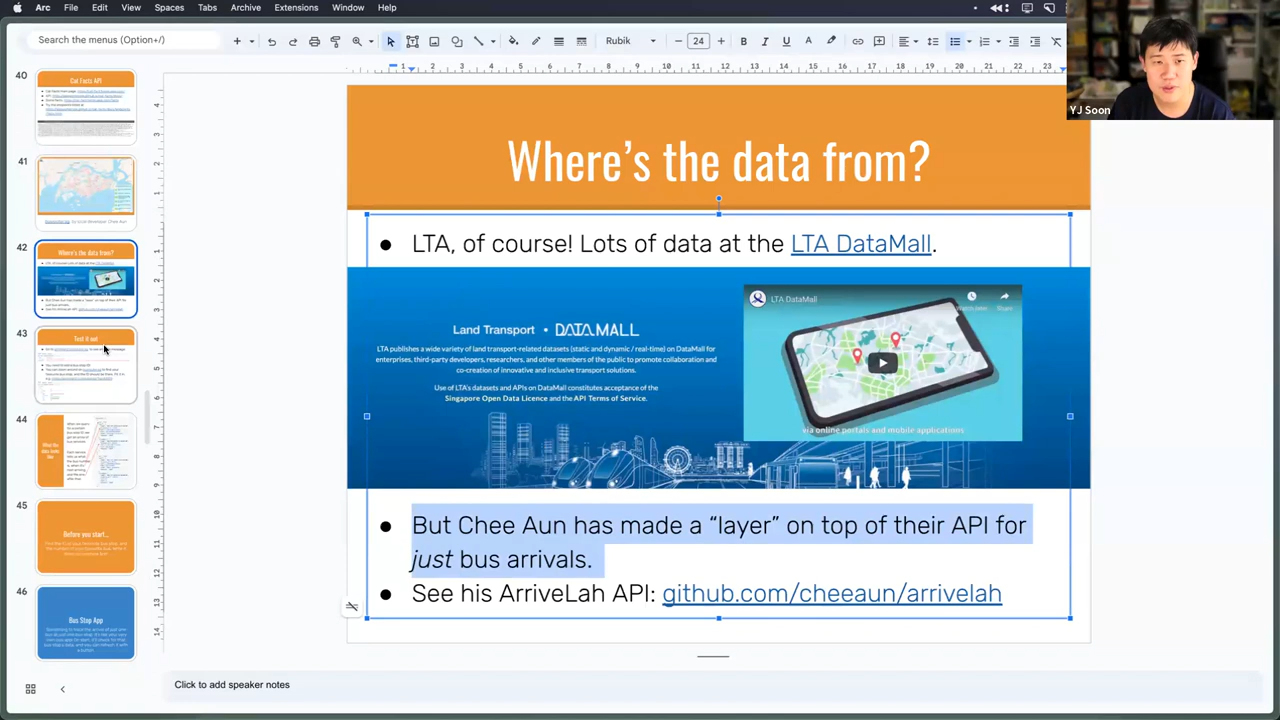 Arc File Edit View Spaces Tabs Archive Extensions Window Help
Search the menus (Option+/)
Rubik
24
YJ Soon
40
Cat Facts API
41
42
Where's the data from?
43
Test it out
44
What the data looks like
45
Before you start...
46
Bus Stop App
Where's the data from?
● LTA, of course! Lots of data at the LTA DataMall.
LTA DataMall
Watch later
Share
Land Transport • DATAMALL
LTA publishes a wide variety of land transport-related datasets (static and dynamic / real-time) on DataMall for
enterprises, third-party developers, researchers, and other members of the public to promote collaboration and
co-creation of innovative and inclusive transport solutions.
Use of LTA's datasets and APIs on DataMall constitutes acceptance of the
Singapore Open Data Licence and the API Terms of Service.
via online portals and mobile applications
● But Chee Aun has made a “layer” on top of their API for
just bus arrivals.
● See his ArriveLah API: github.com/cheeaun/arrivelah
Click to add speaker notes